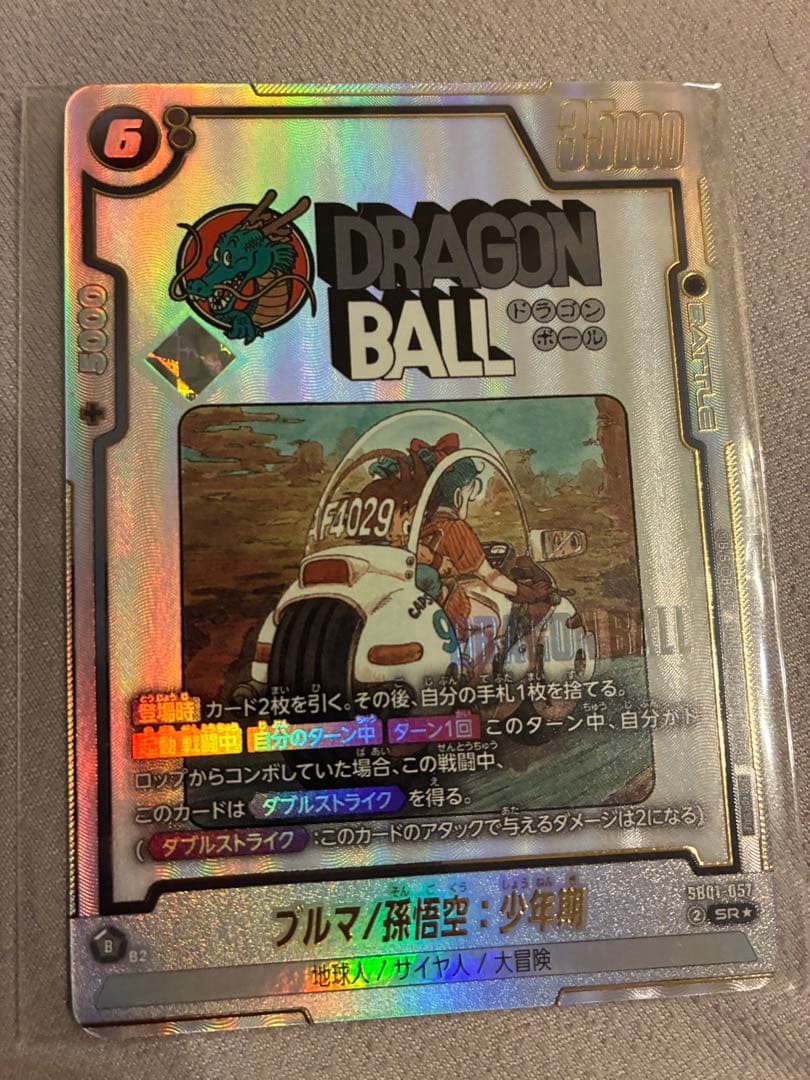 6
35000
DRAGON
BALL
ドラゴン
ボール
+ 5000
BATTLE
AF4029
CAPS
9
DRAGON BALL
登場時 カード2枚を引く。その後、自分の手札1枚を捨てる。
起動 戦闘中 自分のターン中 ターン1回 このターン中、自分がド
ロップからコンボしていた場合、この戦闘中、
このカードは ダブルストライク を得る。
( ダブルストライク :このカードのアタックで与えるダメージは2になる)
SB01-057
② SR★
ブルマ/孫悟空:少年期
B B2
地球人 / サイヤ人 / 大冒険